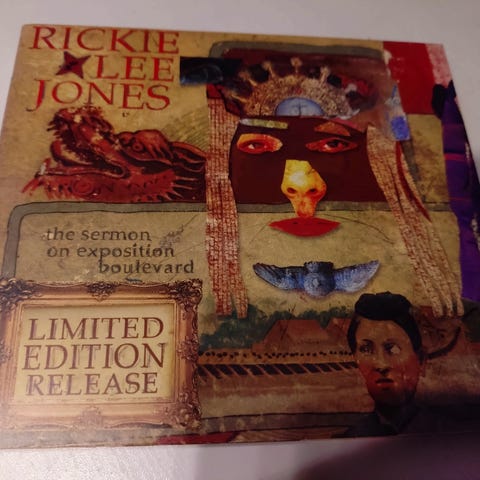 RICKIE
LEE
JONES
the sermon
on exposition
boulevard
LIMITED
EDITION
RELEASE